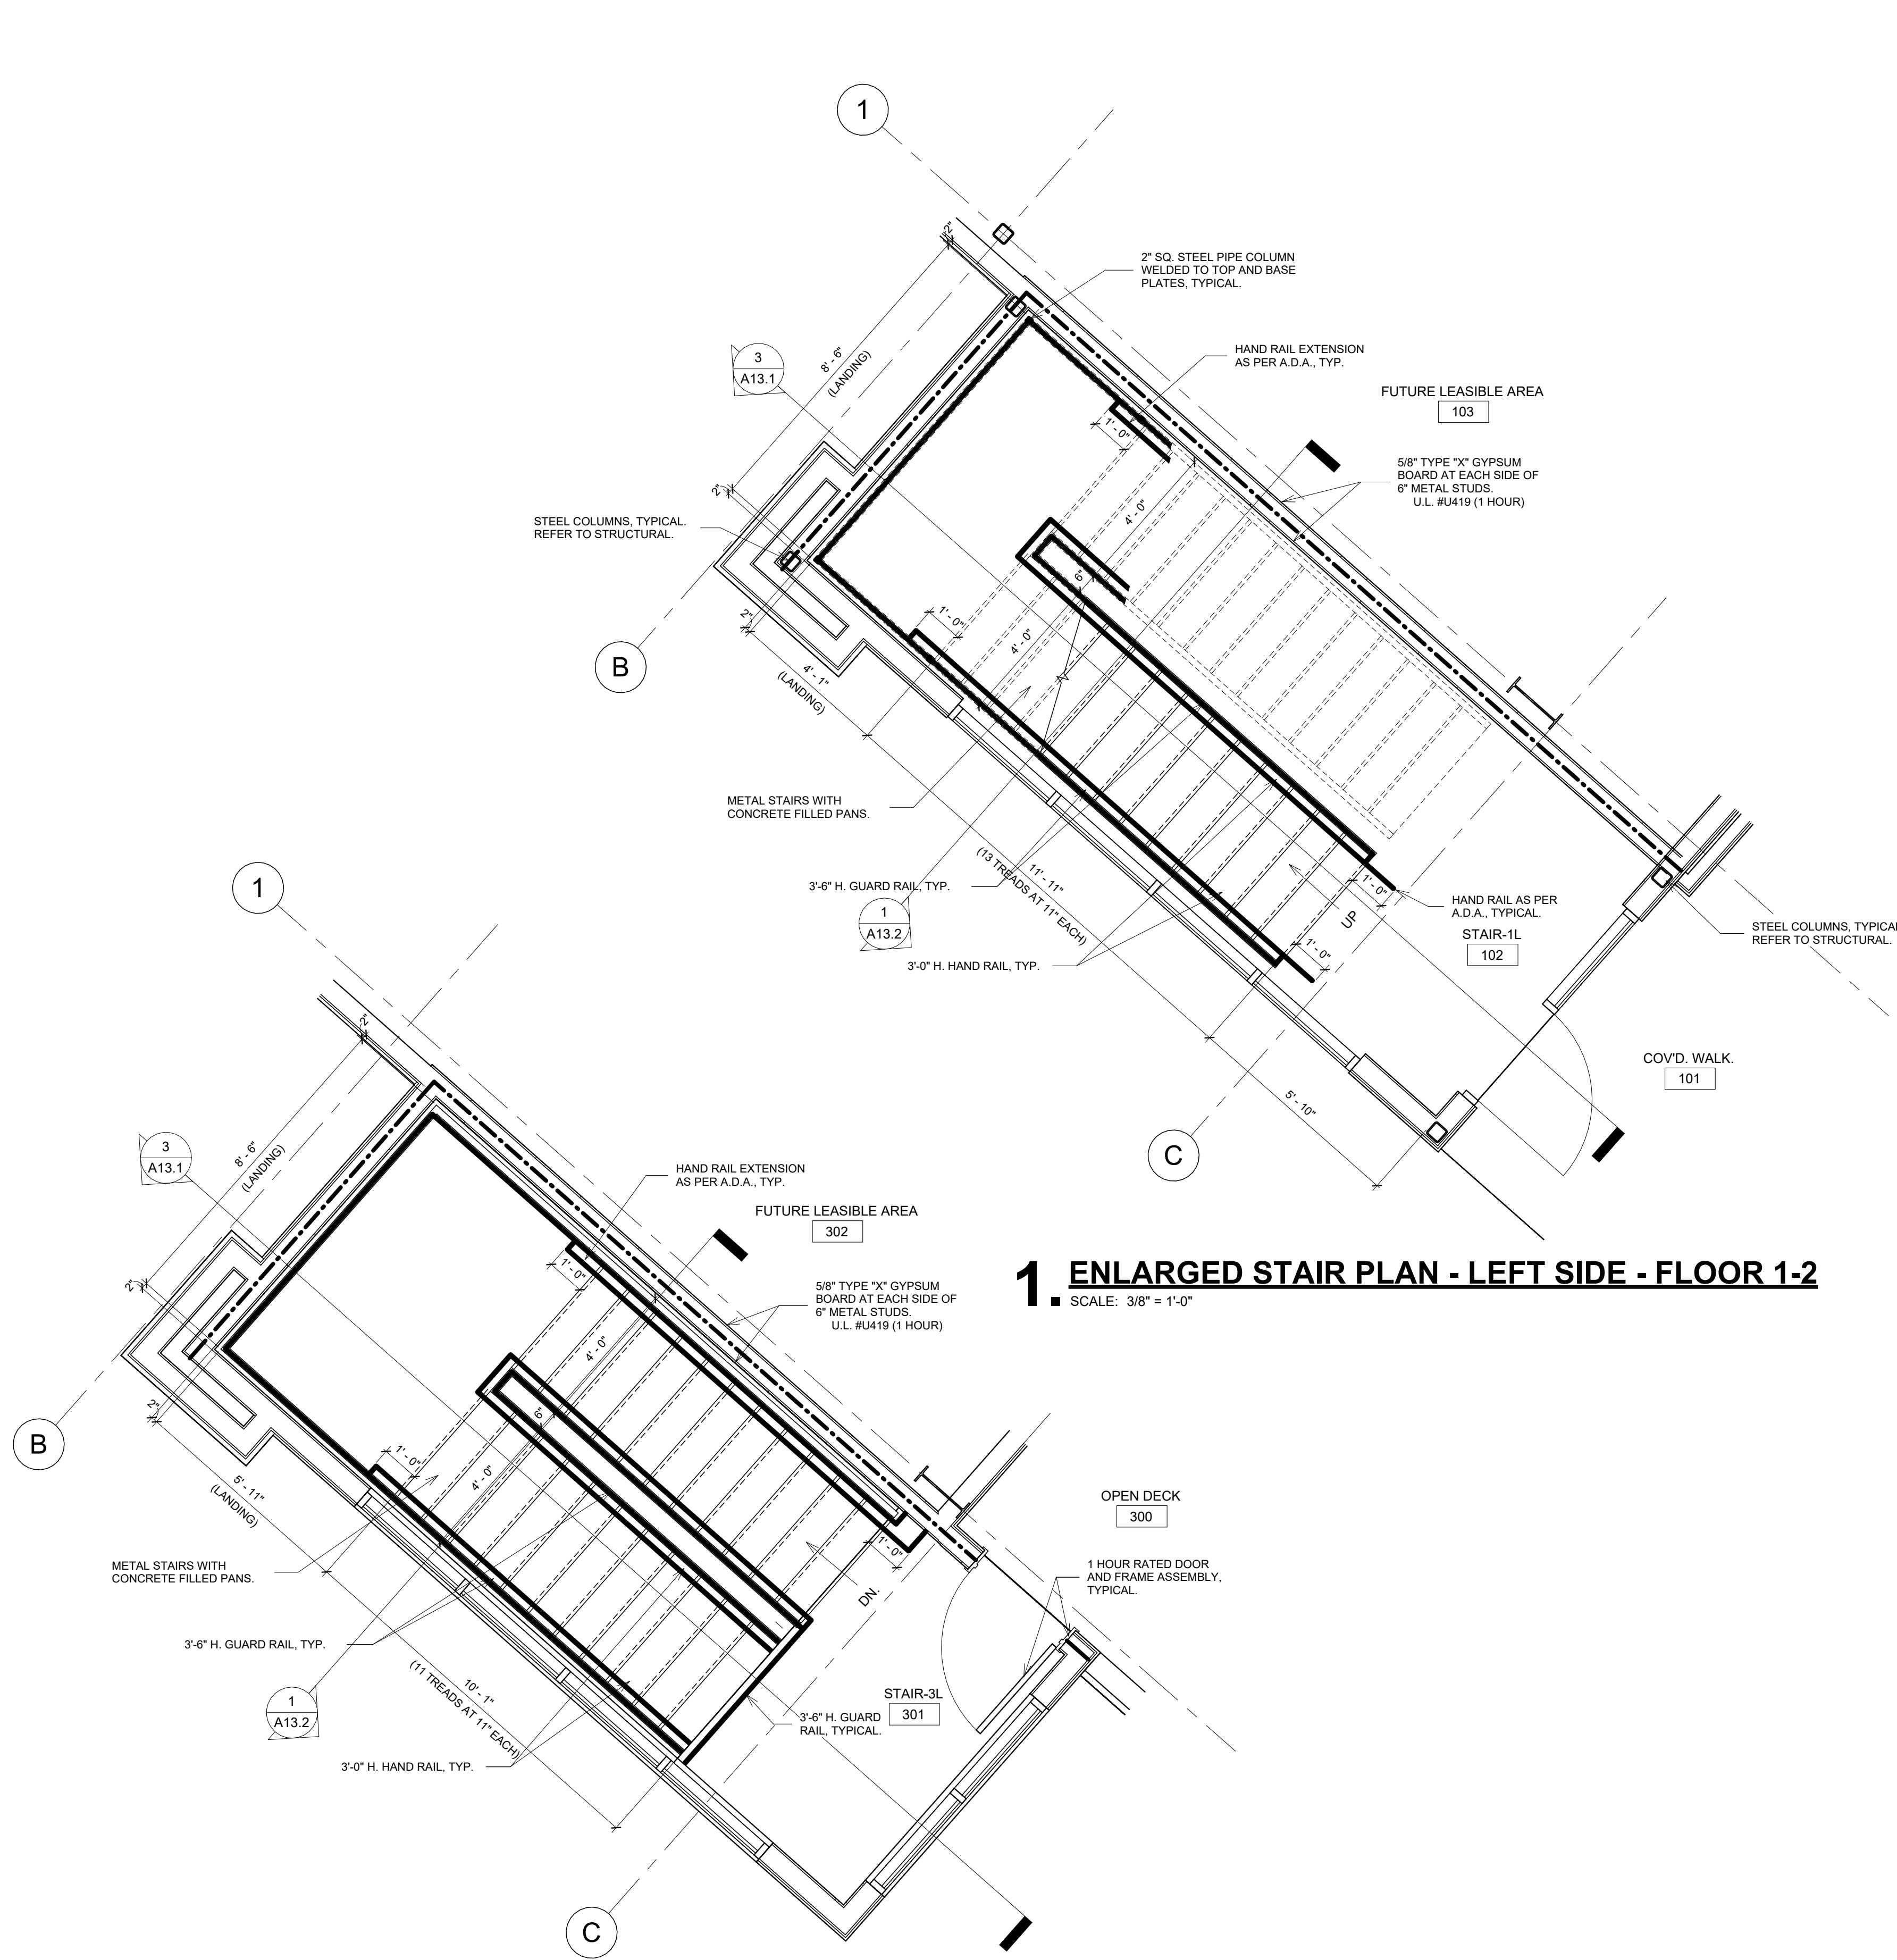 1
2"
2" SQ. STEEL PIPE COLUMN
WELDED TO TOP AND BASE
PLATES, TYPICAL.
HAND RAIL EXTENSION
AS PER A.D.A., TYP.
3
A13.1
8' - 6"
(LANDING)
FUTURE LEASIBLE AREA
103
1' - 0"
5/8" TYPE "X" GYPSUM
BOARD AT EACH SIDE OF
6" METAL STUDS.
U.L. #U419 (1 HOUR)
2"
STEEL COLUMNS, TYPICAL.
REFER TO STRUCTURAL.
4' - 0"
6"
2"
1' - 0"
4' - 0"
B
4' - 1"
(LANDING)
METAL STAIRS WITH
CONCRETE FILLED PANS.
11' - 11"
(13 TREADS AT 11" EACH)
3'-6" H. GUARD RAIL, TYP.
1
A13.2
3'-0" H. HAND RAIL, TYP.
1' - 0"
UP
1' - 0"
HAND RAIL AS PER
A.D.A., TYPICAL.
STAIR-1L
102
STEEL COLUMNS, TYPICAL
REFER TO STRUCTURAL.
COV'D. WALK.
101
5' - 10"
C
1. ENLARGED STAIR PLAN - LEFT SIDE - FLOOR 1-2
SCALE: 3/8" = 1'-0"
1
2"
3
A13.1
8' - 6"
(LANDING)
HAND RAIL EXTENSION
AS PER A.D.A., TYP.
FUTURE LEASIBLE AREA
302
1' - 0"
5/8" TYPE "X" GYPSUM
BOARD AT EACH SIDE OF
6" METAL STUDS.
U.L. #U419 (1 HOUR)
2"
4' - 0"
6"
2"
1' - 0"
4' - 0"
B
5' - 11"
(LANDING)
METAL STAIRS WITH
CONCRETE FILLED PANS.
OPEN DECK
300
1' - 0"
DN.
1 HOUR RATED DOOR
AND FRAME ASSEMBLY,
TYPICAL.
3'-6" H. GUARD RAIL, TYP.
10' - 1"
(11 TREADS AT 11" EACH)
1
A13.2
STAIR-3L
301
3'-6" H. GUARD
RAIL, TYPICAL.
3'-0" H. HAND RAIL, TYP.
C